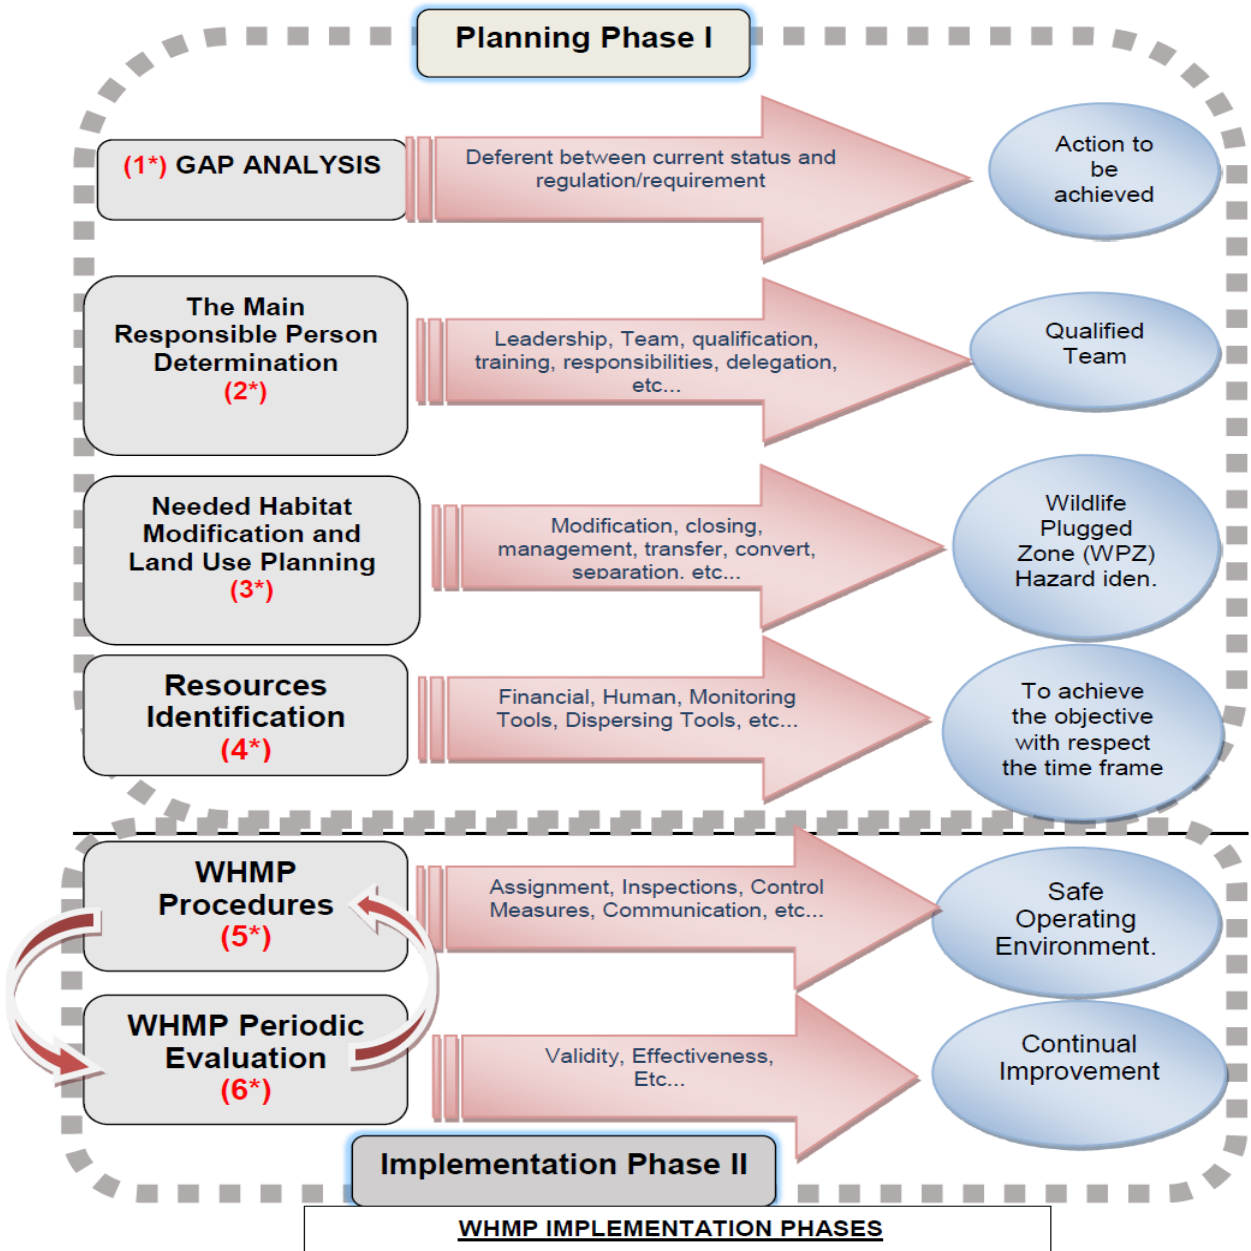 Planning Phase I
(1*) GAP ANALYSIS
Deferent between current status and
regulation/requirement
Action to
be
achieved
The Main
Responsible Person
Determination
(2*)
Leadership, Team, qualification,
training, responsibilities, delegation,
etc...
Qualified
Team
Needed Habitat
Modification and
Land Use Planning
(3*)
Modification, closing,
management, transfer, convert,
separation, etc...
Wildlife
Plugged
Zone (WPZ)
Hazard iden.
Resources
Identification
(4*)
Financial, Human, Monitoring
Tools, Dispersing Tools, etc...
To achieve
the objective
with respect
the time frame
WHMP
Procedures
(5*)
Assignment, Inspections, Control
Measures, Communication, etc...
Safe
Operating
Environment.
WHMP Periodic
Evaluation
(6*)
Validity, Effectiveness,
Etc...
Continual
Improvement
Implementation Phase II
WHMP IMPLEMENTATION PHASES